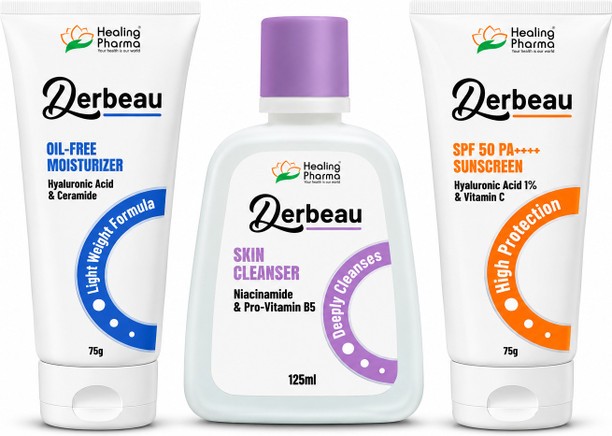 Healing
Pharma
Your health is our world
Derbeau
OIL-FREE
MOISTURIZER
Hyaluronic Acid
& Ceramide
Light Weight Formula
75g
Healing
Pharma
Your health is our world
Derbeau
SKIN
CLEANSER
Niacinamide
& Pro-Vitamin B5
Deeply Cleanses
125ml
Healing
Pharma
Your health is our world
Derbeau
SPF 50 PA++++
SUNSCREEN
Hyaluronic Acid 1%
& Vitamin C
High Protection
75g